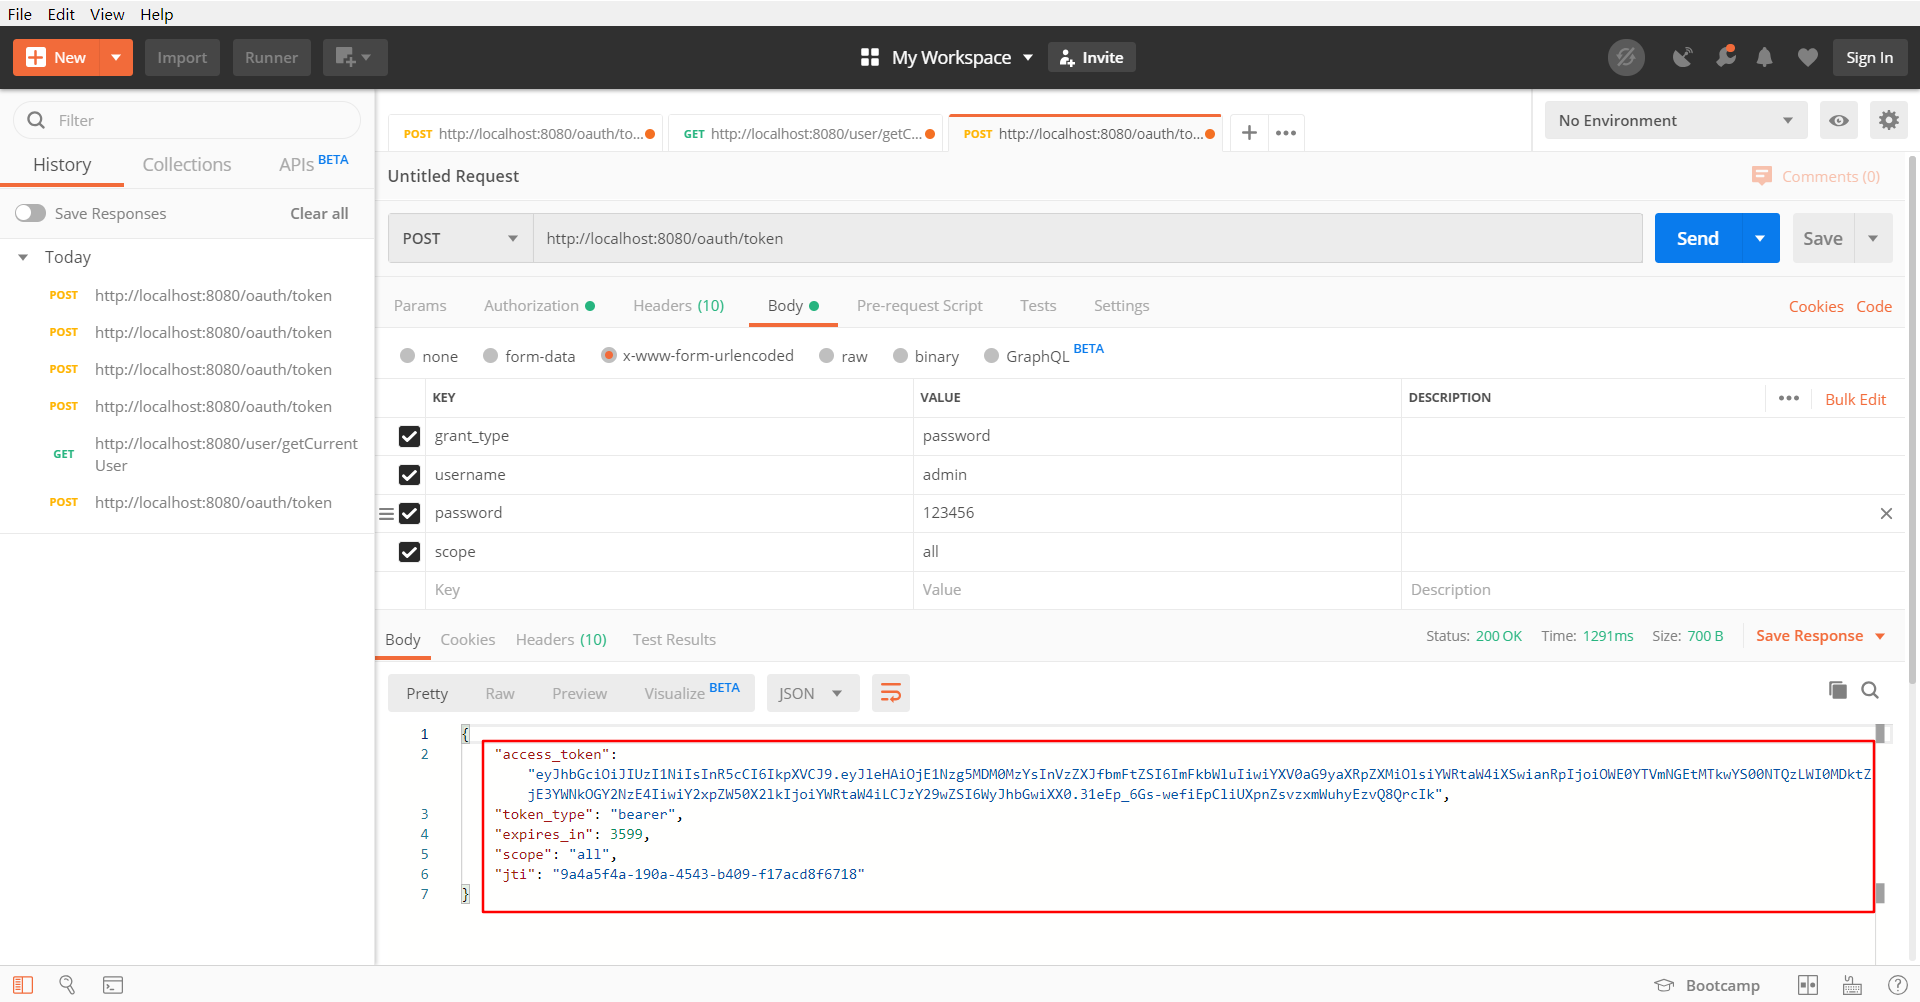 File Edit View Help
New Import Runner My Workspace Invite Sign In
Filter
History Collections APIs BETA
Save Responses Clear all
Today
POST http://localhost:8080/oauth/token
POST http://localhost:8080/oauth/token
POST http://localhost:8080/oauth/token
POST http://localhost:8080/oauth/token
GET http://localhost:8080/user/getCurrent
User
POST http://localhost:8080/oauth/token
POST http://localhost:8080/oauth/to... GET http://localhost:8080/user/getC... POST http://localhost:8080/oauth/to... + ••• No Environment
Untitled Request Comments (0)
POST http://localhost:8080/oauth/token Send Save
Params Authorization Headers (10) Body Pre-request Script Tests Settings Cookies Code
none form-data x-www-form-urlencoded raw binary GraphQL BETA
KEY VALUE DESCRIPTION ••• Bulk Edit
grant_type password
username admin
password 123456
scope all
Key Value Description
Body Cookies Headers (10) Test Results Status: 200 OK Time: 1291ms Size: 700 B Save Response
Pretty Raw Preview Visualize BETA JSON
1 {
2 "access_token":
"eyJhbGciOiJIUzI1NiIsInR5cCI6IkpXVCJ9.eyJleHAiOjE1Nzg5MDM0MzYsInVzZXJfbmFtZSI6ImFkbWluIiwiYXV0aG9yaXRpZXMiOlsiYWRtaW4iXSwianRpIjoiOWE0YTVmNGEtMTkwYS00NTQzLWI0MDktZ
jE3YWNkOGY2NzE4IiwiY2xpZW50X2lkIjoiYWRtaW4iLCJzY29wZSI6WyJhbGwiXX0.31eEp_6Gs-wefiEpCliUXpnZsvzxmWuhyEzvQ8QrcIk",
3 "token_type": "bearer",
4 "expires_in": 3599,
5 "scope": "all",
6 "jti": "9a4a5f4a-190a-4543-b409-f17acd8f6718"
7 }
Bootcamp